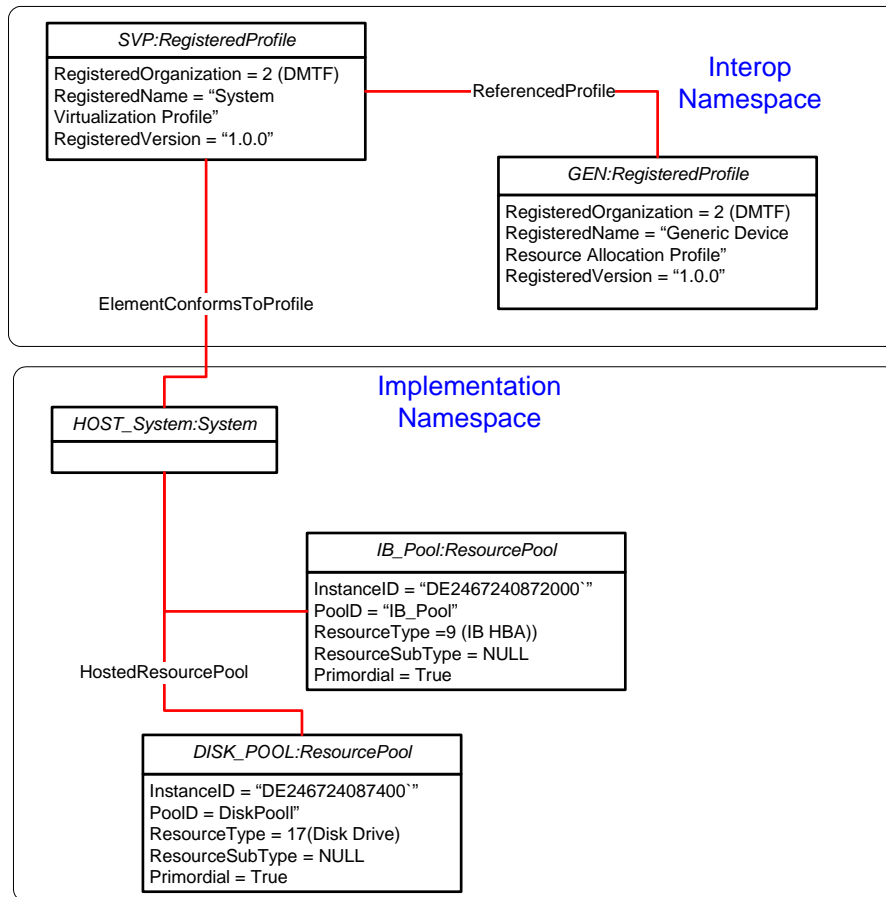 SVP:RegisteredProfile
RegisteredOrganization = 2 (DMTF)
RegisteredName = “System
Virtualization Profile”
RegisteredVersion = “1.0.0”
ReferencedProfile
Interop
Namespace
GEN:RegisteredProfile
RegisteredOrganization = 2 (DMTF)
RegisteredName = “Generic Device
Resource Allocation Profile”
RegisteredVersion = “1.0.0”
ElementConformsToProfile
Implementation
Namespace
HOST_System:System
IB_Pool:ResourcePool
InstanceID = “DE2467240872000`”
PoolID = “IB_Pool”
ResourceType =9 (IB HBA))
ResourceSubType = NULL
Primordial = True
HostedResourcePool
DISK_POOL:ResourcePool
InstanceID = “DE246724087400`”
PoolID = DiskPooll”
ResourceType = 17(Disk Drive)
ResourceSubType = NULL
Primordial = True